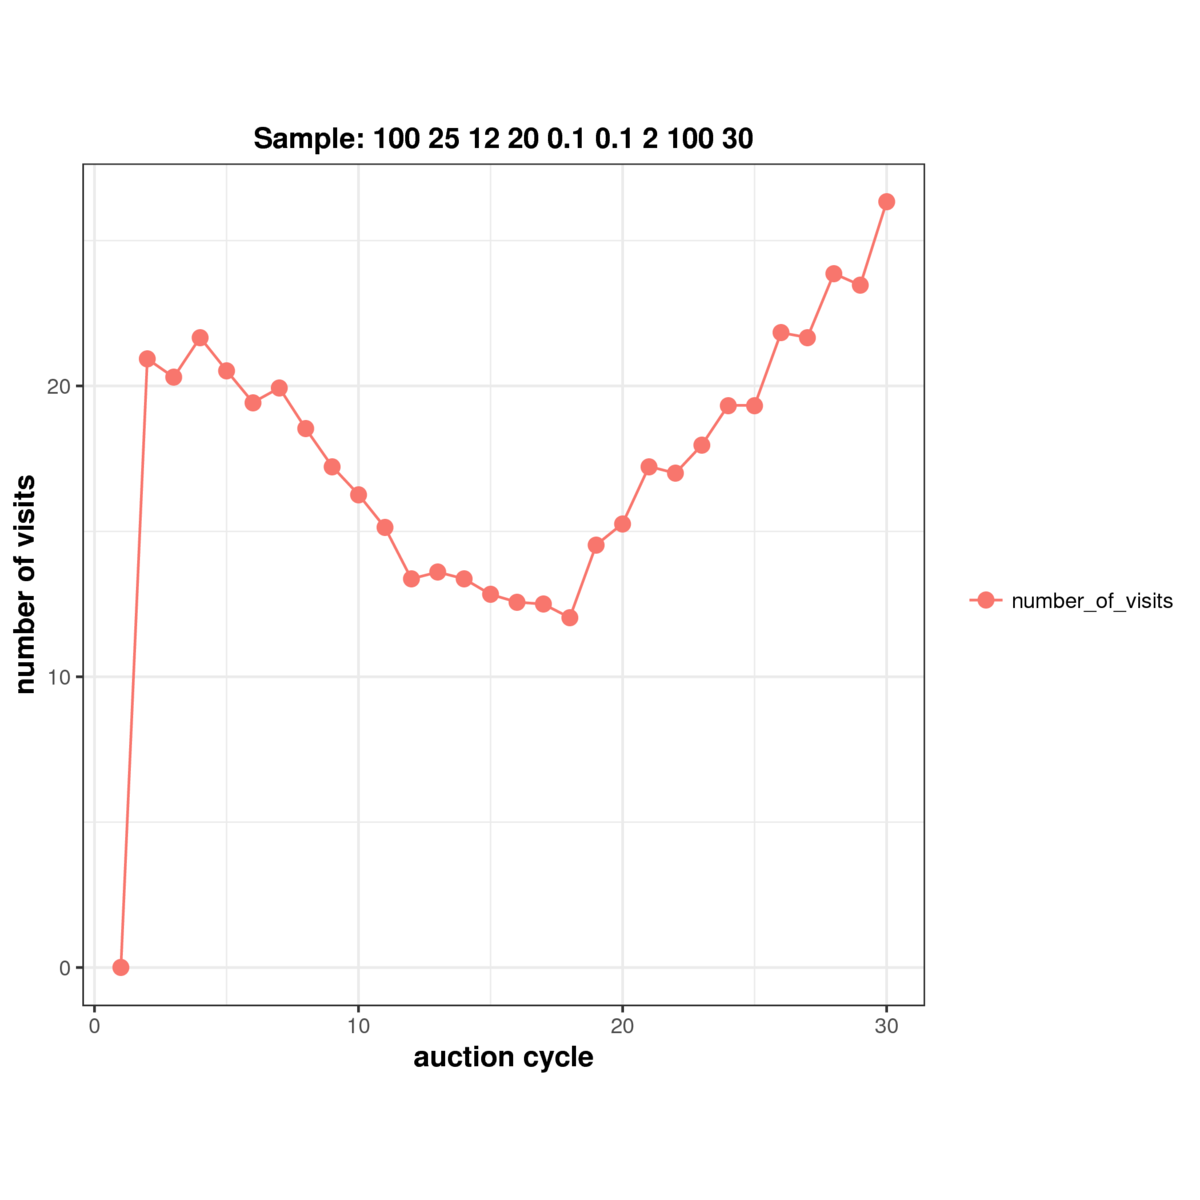 Sample: 100 25 12 20 0.1 0.1 2 100 30
number of visits
20
10
0
0 10 20 30
auction cycle
number_of_visits